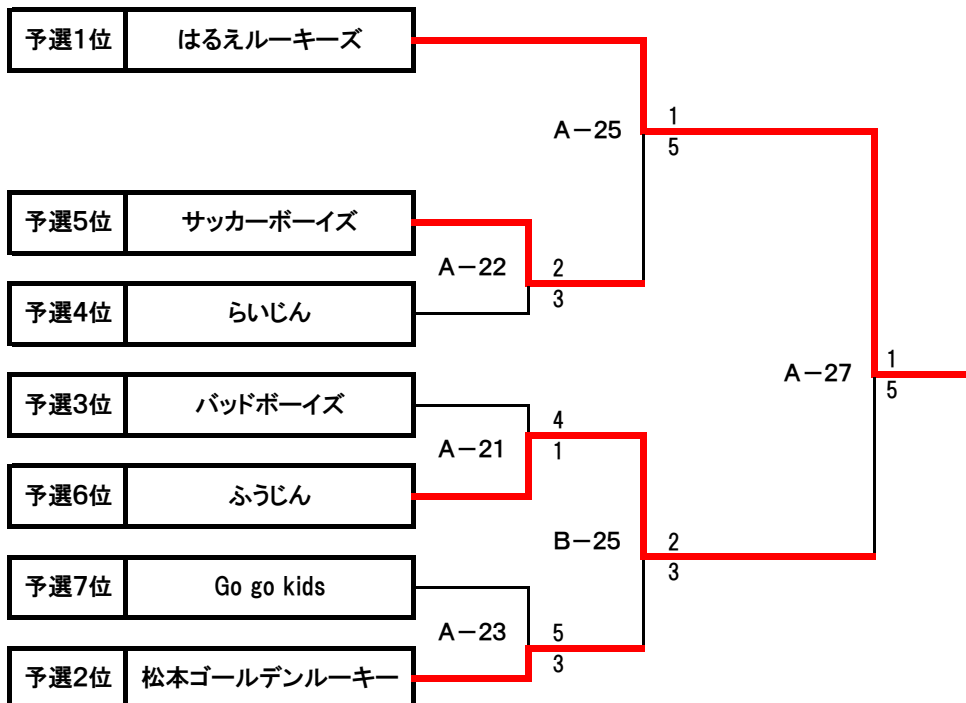 予選1位 はるえルーキーズ
A－25
1
5
予選5位 サッカーボーイズ
A－22
2
3
予選4位 らいじん
A－27
1
5
予選3位 バッドボーイズ
A－21
4
1
予選6位 ふうじん
B－25
2
3
予選7位 Go go kids
A－23
5
3
予選2位 松本ゴールデンルーキー